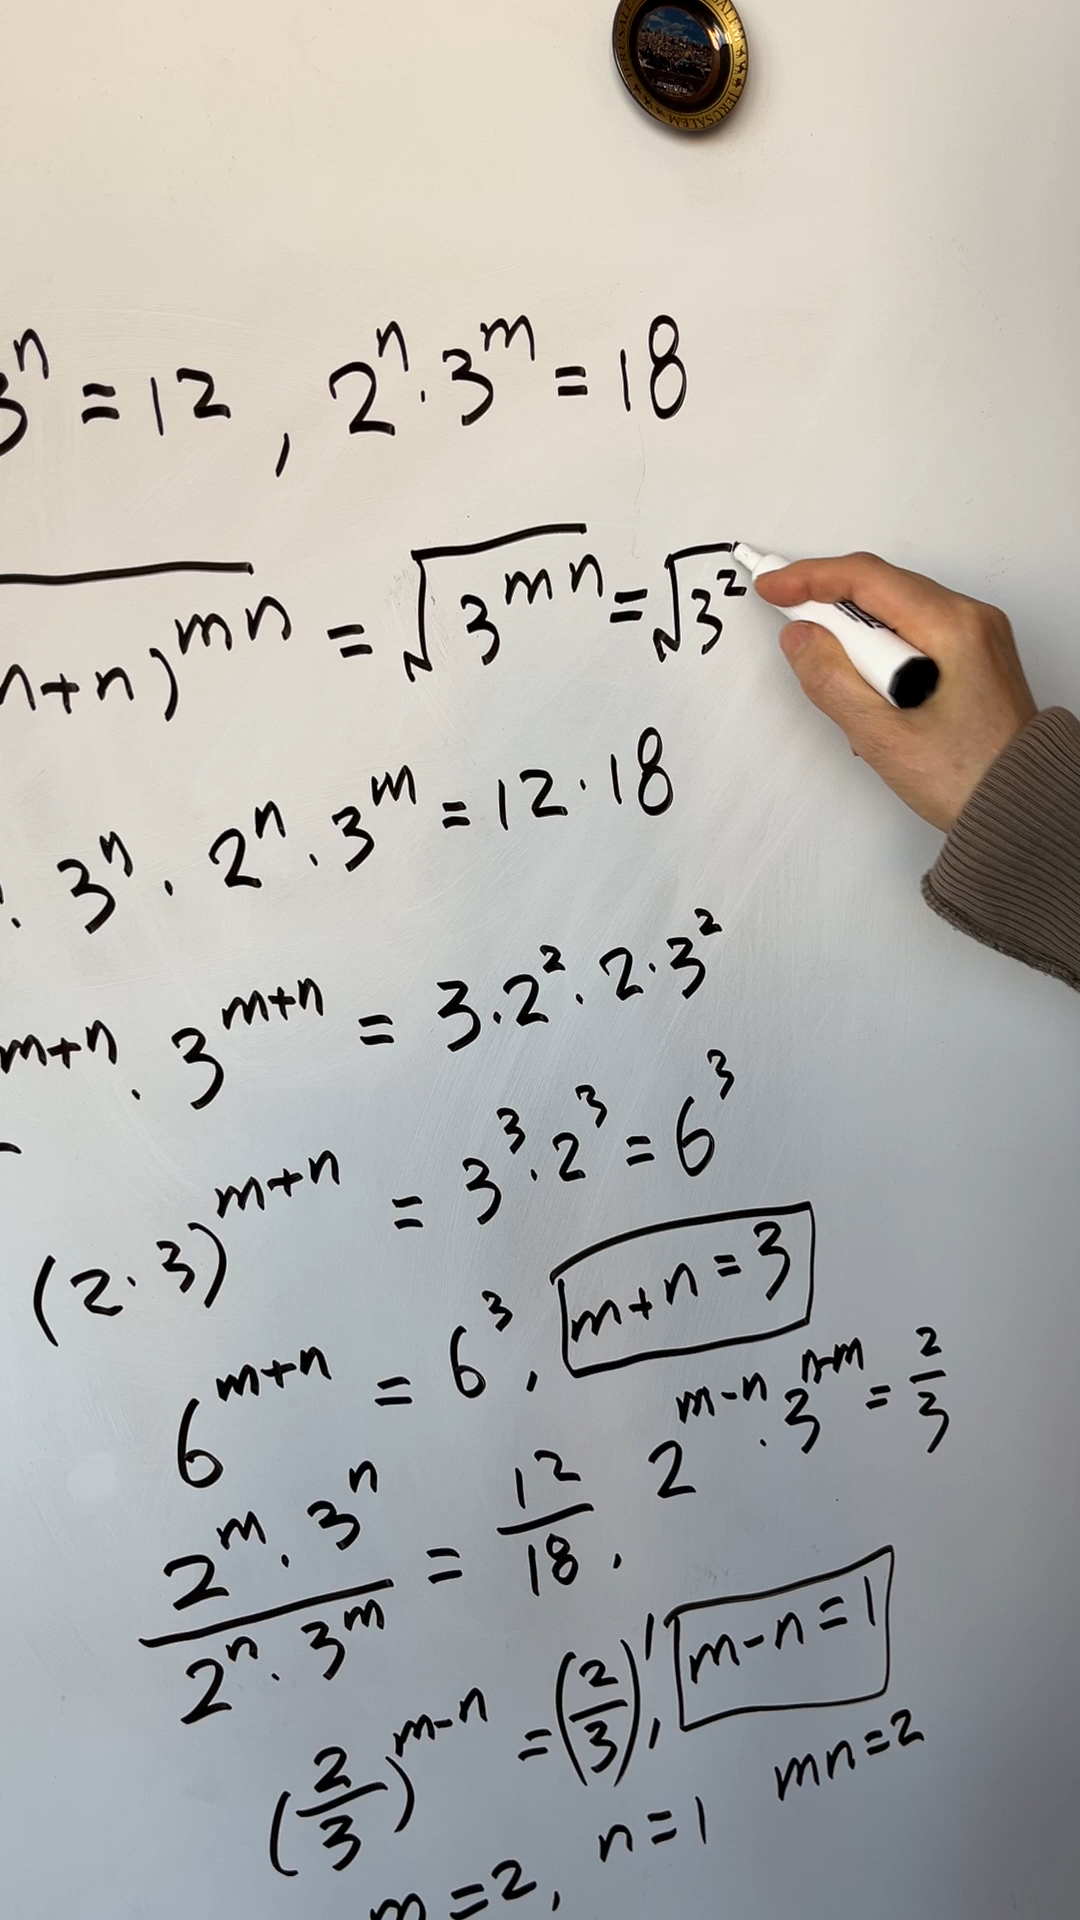 JERUSALEM
JERUSALEM
3ⁿ = 12 , 2ⁿ · 3ᵐ = 18
m+n)ᵐⁿ = √3ᵐⁿ = √3²
· 3ⁿ · 2ⁿ · 3ᵐ = 12 · 18
m+n · 3ᵐ⁺ⁿ = 3 · 2² · 2 · 3²
(2 · 3)ᵐ⁺ⁿ = 3³ · 2³ = 6³
6ᵐ⁺ⁿ = 6³ , m+n = 3
2ᵐ · 3ⁿ / 2ⁿ · 3ᵐ = 12/18 , 2ᵐ⁻ⁿ · 3ⁿ⁻ᵐ = 2/3
(2/3)ᵐ⁻ⁿ = (2/3)¹ , m-n = 1
m = 2 , n = 1 mn = 2